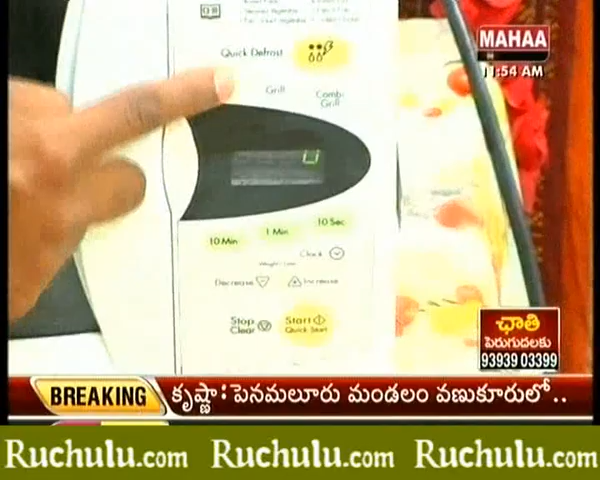 MAHAA
11:54 AM
Quick Defrost
Grill
Combi
Grill
10 Min
1 Min
10 Sec
Clock
Decrease
Increase
Stop
Clear
Start
Quick Start
ఛాతి
పెరుగుదలకు
93939 03399
BREAKING
కృష్ణా : పెనమలూరు మండలం వణుకూరులో..
Ruchulu.com Ruchulu.com Ruchulu.com